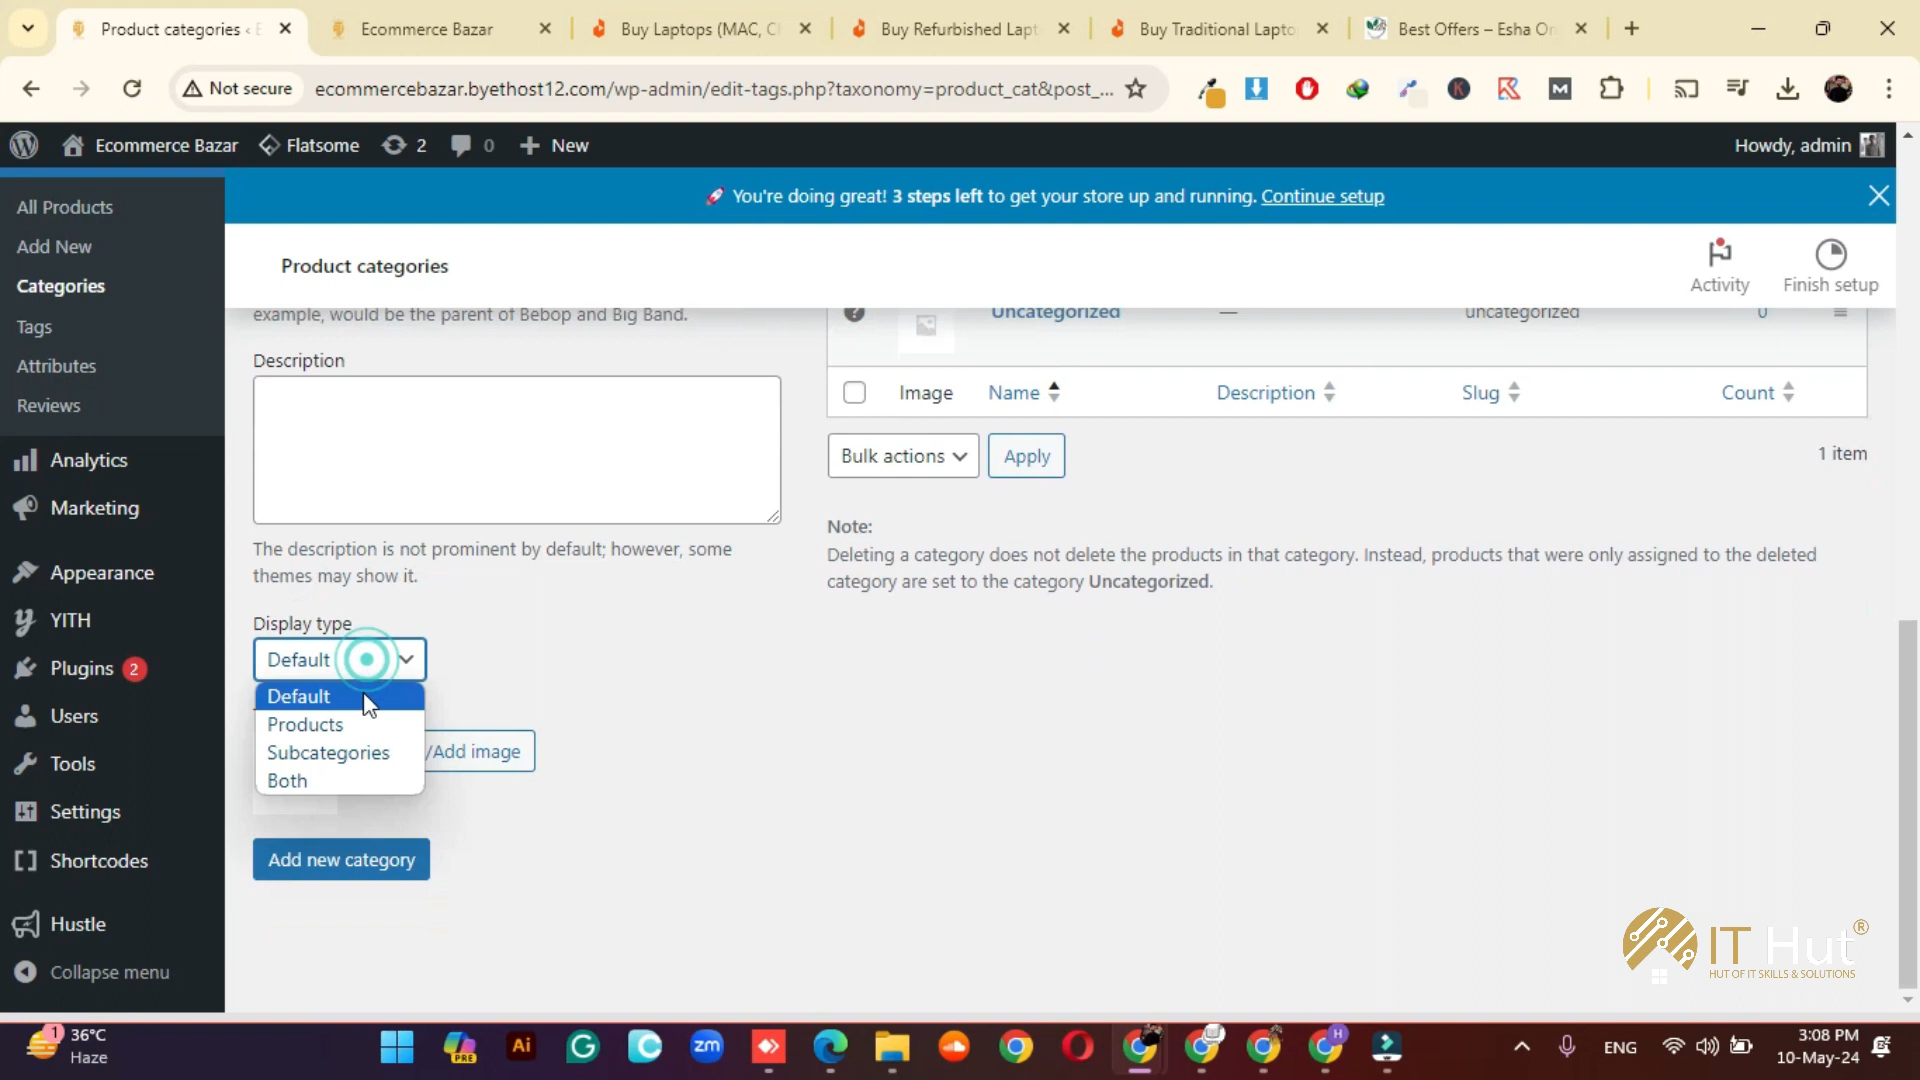 Product categories ‹ E
Ecommerce Bazar
Buy Laptops (MAC, C
Buy Refurbished Lapt
Buy Traditional Lapto
Best Offers – Esha Or
Not secure
ecommercebazar.byethost12.com/wp-admin/edit-tags.php?taxonomy=product_cat&post_...
Ecommerce Bazar
Flatsome
2
0
New
Howdy, admin
🚀 You're doing great! 3 steps left to get your store up and running. Continue setup
Product categories
Activity
Finish setup
All Products
Add New
Categories
Tags
Attributes
Reviews
Analytics
Marketing
Appearance
YITH
Plugins 2
Users
Tools
Settings
Shortcodes
Hustle
Collapse menu
example, would be the parent of Bebop and Big Band.
Description
The description is not prominent by default; however, some
themes may show it.
Display type
Default
Default
Products
Subcategories
Both
/Add image
Add new category
Uncategorized — uncategorized 0
Image Name Description Slug Count
Bulk actions
Apply
1 item
Note:
Deleting a category does not delete the products in that category. Instead, products that were only assigned to the deleted
category are set to the category Uncategorized.
IT Hut®
HUT OF IT SKILLS & SOLUTIONS
1
36°C
Haze
PRE
Ai
zm
H
ENG
3:08 PM
10-May-24